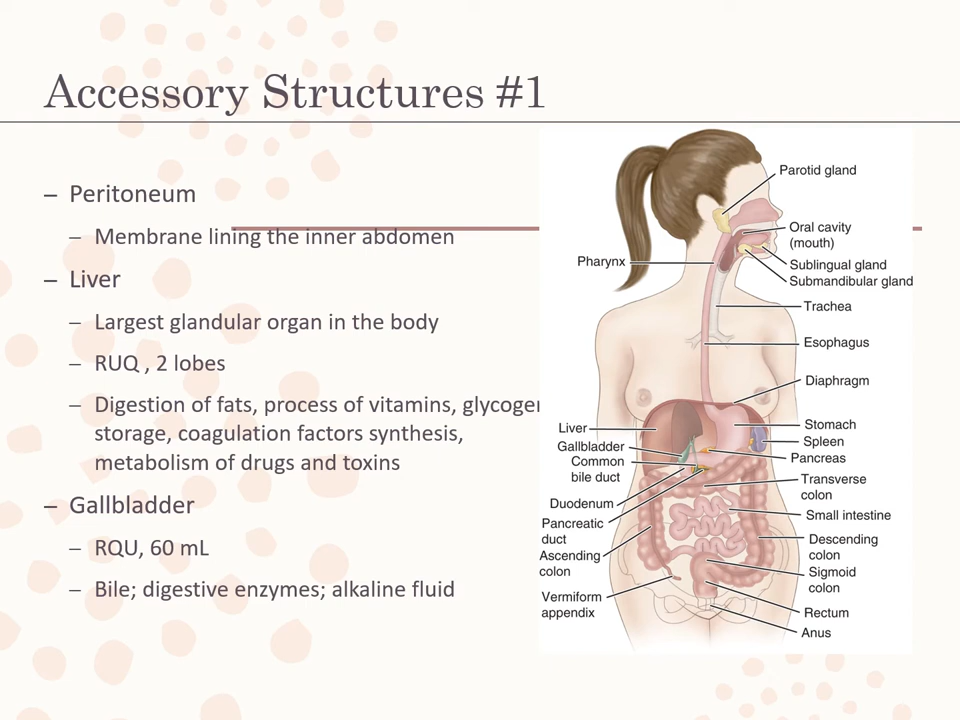 Accessory Structures #1
– Peritoneum
– Membrane lining the inner abdomen
– Liver
– Largest glandular organ in the body
– RUQ , 2 lobes
– Digestion of fats, process of vitamins, glycogen
storage, coagulation factors synthesis,
metabolism of drugs and toxins
– Gallbladder
– RQU, 60 mL
– Bile; digestive enzymes; alkaline fluid
Parotid gland
Oral cavity
(mouth)
Pharynx
Sublingual gland
Submandibular gland
Trachea
Esophagus
Diaphragm
Liver
Stomach
Gallbladder
Spleen
Common
bile duct
Pancreas
Transverse
colon
Duodenum
Small intestine
Pancreatic
duct
Descending
colon
Ascending
colon
Sigmoid
colon
Vermiform
appendix
Rectum
Anus